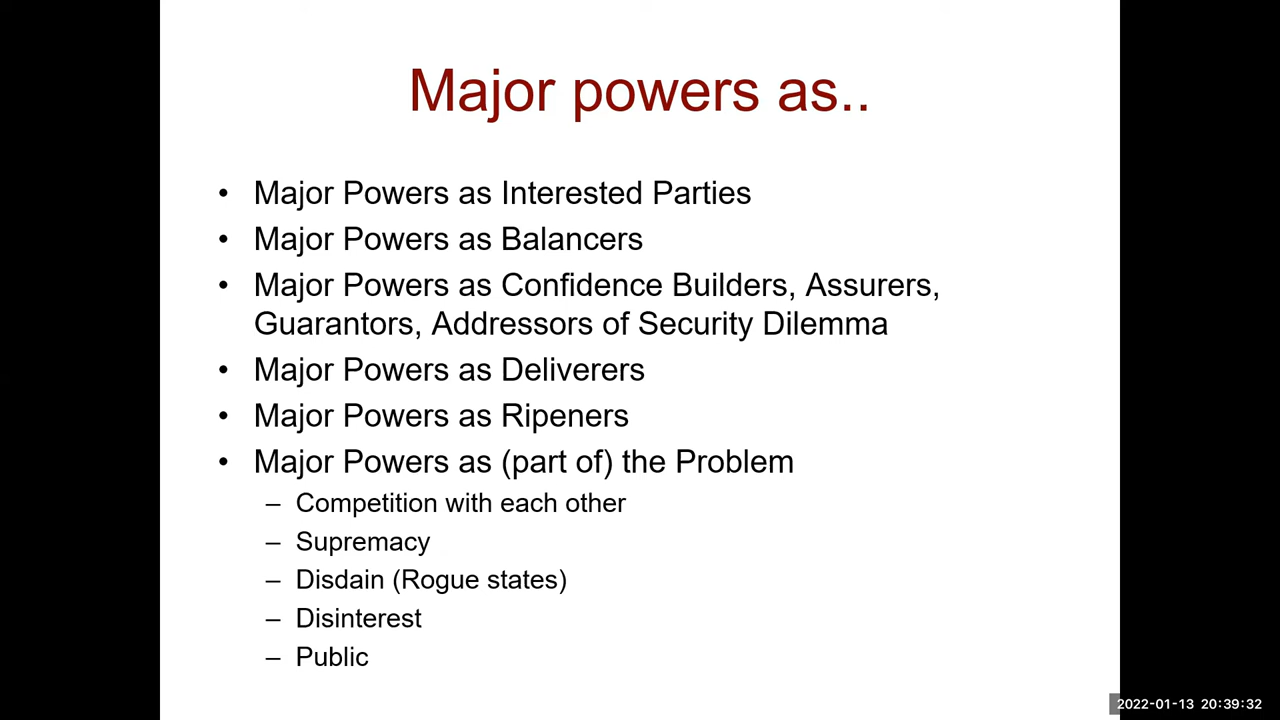 Major powers as..
• Major Powers as Interested Parties
• Major Powers as Balancers
• Major Powers as Confidence Builders, Assurers,
Guarantors, Addressors of Security Dilemma
• Major Powers as Deliverers
• Major Powers as Ripeners
• Major Powers as (part of) the Problem
– Competition with each other
– Supremacy
– Disdain (Rogue states)
– Disinterest
– Public
2022-01-13 20:39:32